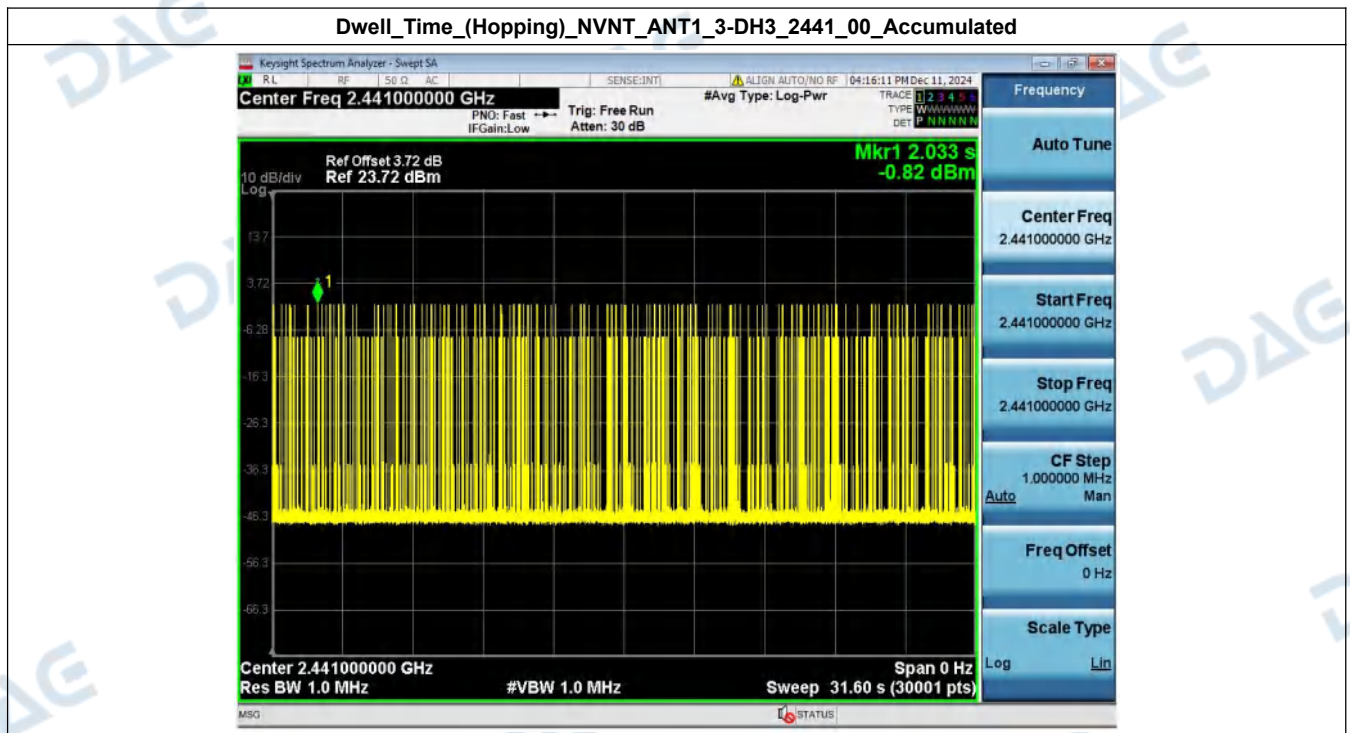 Dwell_Time_(Hopping)_NVNT_ANT1_3-DH3_2441_00_Accumulated
Keysight Spectrum Analyzer - Swept SA
RL RF 50 Ω AC SENSE:INT ALIGN AUTO/NO RF 04:16:11 PM Dec 11, 2024
Center Freq 2.441000000 GHz
PNO: Fast
IFGain:Low
Trig: Free Run
Atten: 30 dB
#Avg Type: Log-Pwr
TRACE 1 2 3 4 5 6
TYPE WWWWWW
DET P N N N N N
Mkr1 2.033 s
-0.82 dBm
Ref Offset 3.72 dB
10 dB/div Ref 23.72 dBm
Log
1
13.7
3.72
-6.28
-16.3
-26.3
-36.3
-46.3
-56.3
-66.3
Center 2.441000000 GHz Span 0 Hz
Res BW 1.0 MHz #VBW 1.0 MHz Sweep 31.60 s (30001 pts)
MSG STATUS
Frequency
Auto Tune
Center Freq
2.441000000 GHz
Start Freq
2.441000000 GHz
Stop Freq
2.441000000 GHz
CF Step
1.000000 MHz
Auto Man
Freq Offset
0 Hz
Scale Type
Log Lin
DAG
DAG
DAG
DAG